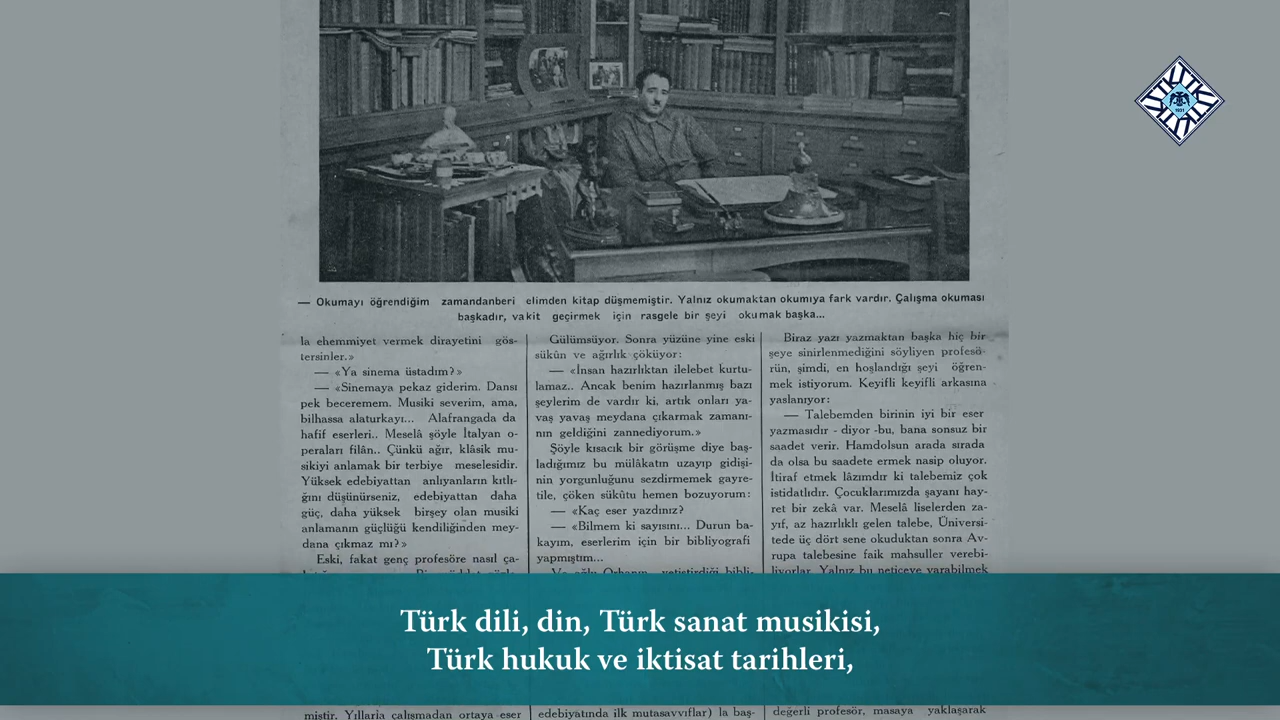 — Okumayı öğrendiğim zamandanberi elimden kitap düşmemiştir. Yalnız okumaktan okumıya fark vardır. Çalışma okuması
başkadır, vakit geçirmek için rasgele bir şeyi okumak başka...
la ehemmiyet vermek dirayetini gös-
tersinler.»
— «Ya sinema üstadım?»
— «Sinemaya pekaz giderim. Dansı
pek beceremem. Musiki severim, ama,
bilhassa alaturkayı... Alafrangada da
hafif eserleri.. Meselâ şöyle İtalyan o-
peraları filân.. Çünkü ağır, klâsik mu-
sikiyi anlamak bir terbiye meselesidir.
Yüksek edebiyattan anlıyanların kıtlı-
ğını düşünürseniz, edebiyattan daha
güç, daha yüksek birşey olan musiki
anlamanın güçlüğü kendiliğinden mey-
dana çıkmaz mı?»
Eski, fakat genç profesöre nasıl ça-
Gülümsüyor. Sonra yüzüne yine eski
sükûn ve ağırlık çöküyor:
— «İnsan hazırlıktan ilelebet kurtu-
lamaz.. Ancak benim hazırlanmış bazı
şeylerim de vardır ki, artık onları ya-
vaş yavaş meydana çıkarmak zamanı-
nın geldiğini zannediyorum.»
Şöyle kısacık bir görüşme diye baş-
ladığımız bu mülâkatın uzayıp gidişi-
nin yorgunluğunu sezdirmemek gayre-
tile, çöken sükûtu hemen bozuyorum:
— «Kaç eser yazdınız?
— «Bilmem ki sayısını... Durun ba-
kayım, eserlerim için bir bibliyografi
yapmıştım...
Ve oğlu Orhanın yetiştirdiği bibli-
Biraz yazı yazmaktan başka hiç bir
şeye sinirlenmediğini söyliyen profesö-
rün, şimdi, en hoşlandığı şeyi öğren-
mek istiyorum. Keyifli keyifli arkasına
yaslanıyor:
— Talebemden birinin iyi bir eser
yazmasıdır - diyor -bu, bana sonsuz bir
saadet verir. Hamdolsun arada sırada
da olsa bu saadete ermek nasip oluyor.
İtiraf etmek lâzımdır ki talebemiz çok
istidatlıdır. Çocuklarımızda şayanı hay-
ret bir zekâ var. Meselâ liselerden za-
yıf, az hazırlıklı gelen talebe, Üniversi-
tede üç dört sene okuduktan sonra Av-
rupa talebesine faik mahsuller verebi-
liyorlar. Yalnız bu neticeye varabilmek
Türk dili, din, Türk sanat musikisi,
Türk hukuk ve iktisat tarihleri,
miştir. Yıllarla çalışmadan ortaya eser
edebiyatında ilk mutasavvıflar) la baş-
değerli profesör, masaya yaklaşarak